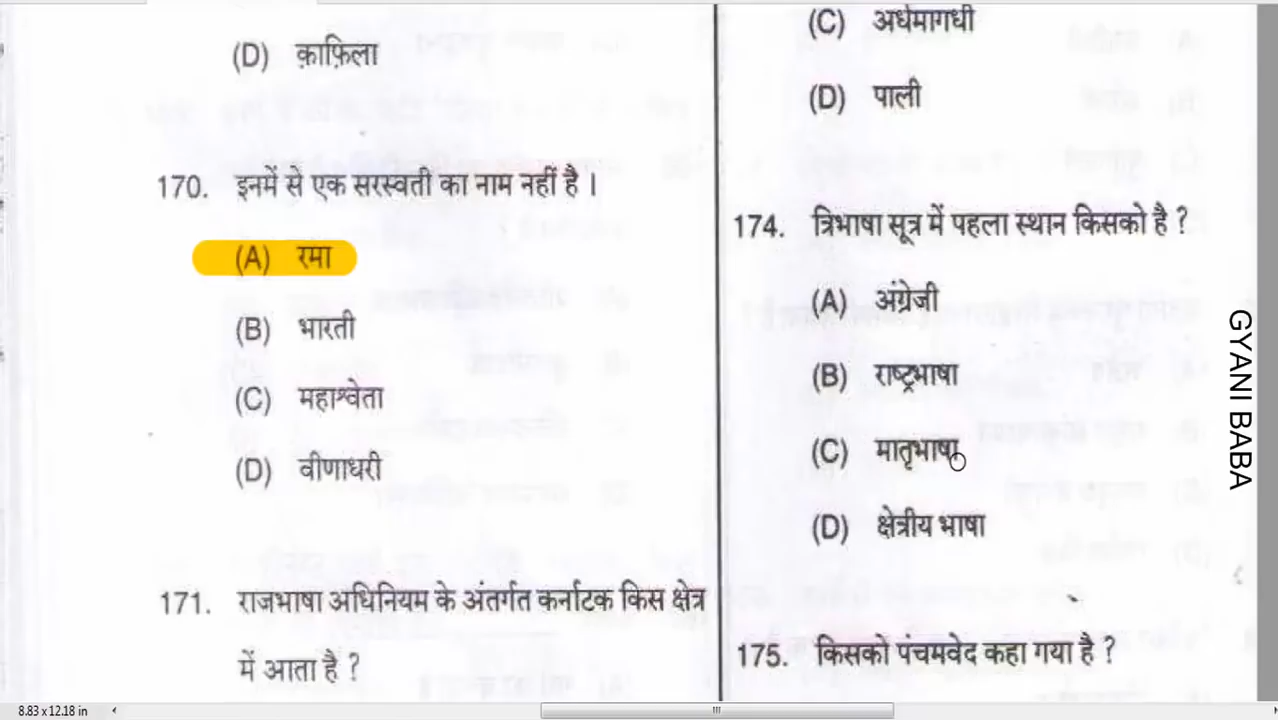 (D) क़ाफ़िला
170. इनमें से एक सरस्वती का नाम नहीं है ।
(A) रमा
(B) भारती
(C) महाश्वेता
(D) वीणाधरी
171. राजभाषा अधिनियम के अंतर्गत कर्नाटक किस क्षेत्र
में आता है ?
(C) अर्धमागधी
(D) पाली
174. त्रिभाषा सूत्र में पहला स्थान किसको है ?
(A) अंग्रेजी
(B) राष्ट्रभाषा
(C) मातृभाषा
(D) क्षेत्रीय भाषा
175. किसको पंचमवेद कहा गया है ?
GYANI BABA
8.83 x 12.18 in